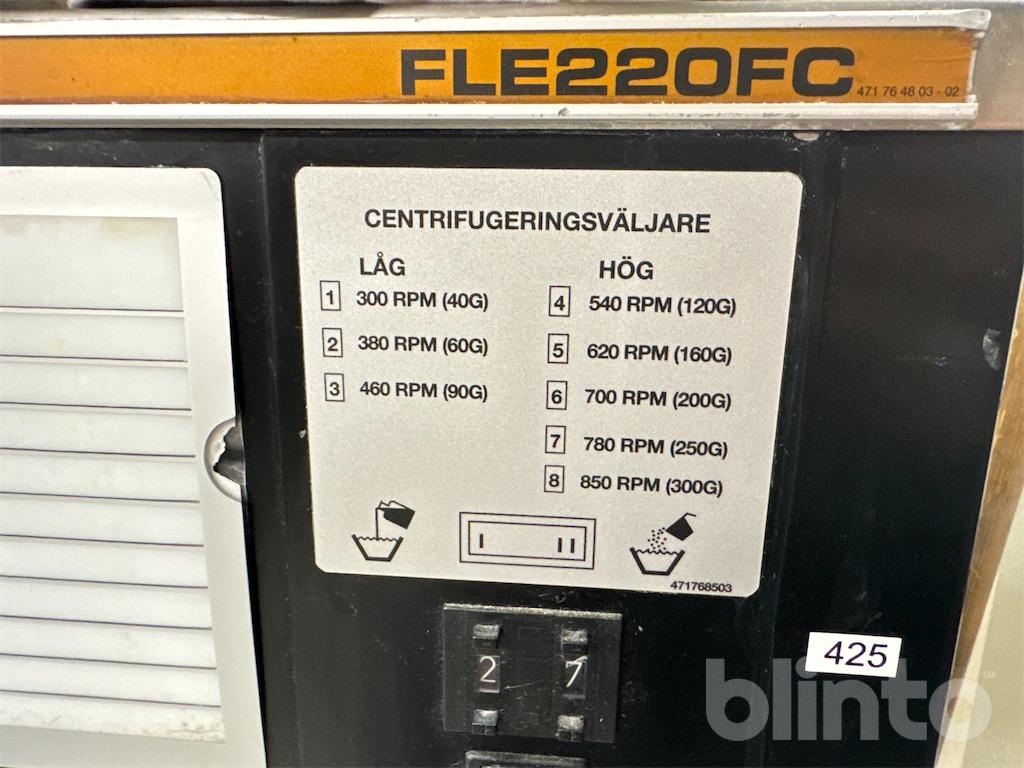 FLE220FC
471 76 48 03 - 02
CENTRIFUGERINGSVÄLJARE
LÅG
HÖG
1 300 RPM (40G)
4 540 RPM (120G)
2 380 RPM (60G)
5 620 RPM (160G)
3 460 RPM (90G)
6 700 RPM (200G)
7 780 RPM (250G)
8 850 RPM (300G)
I II
471768503
2 7
425
blinto™